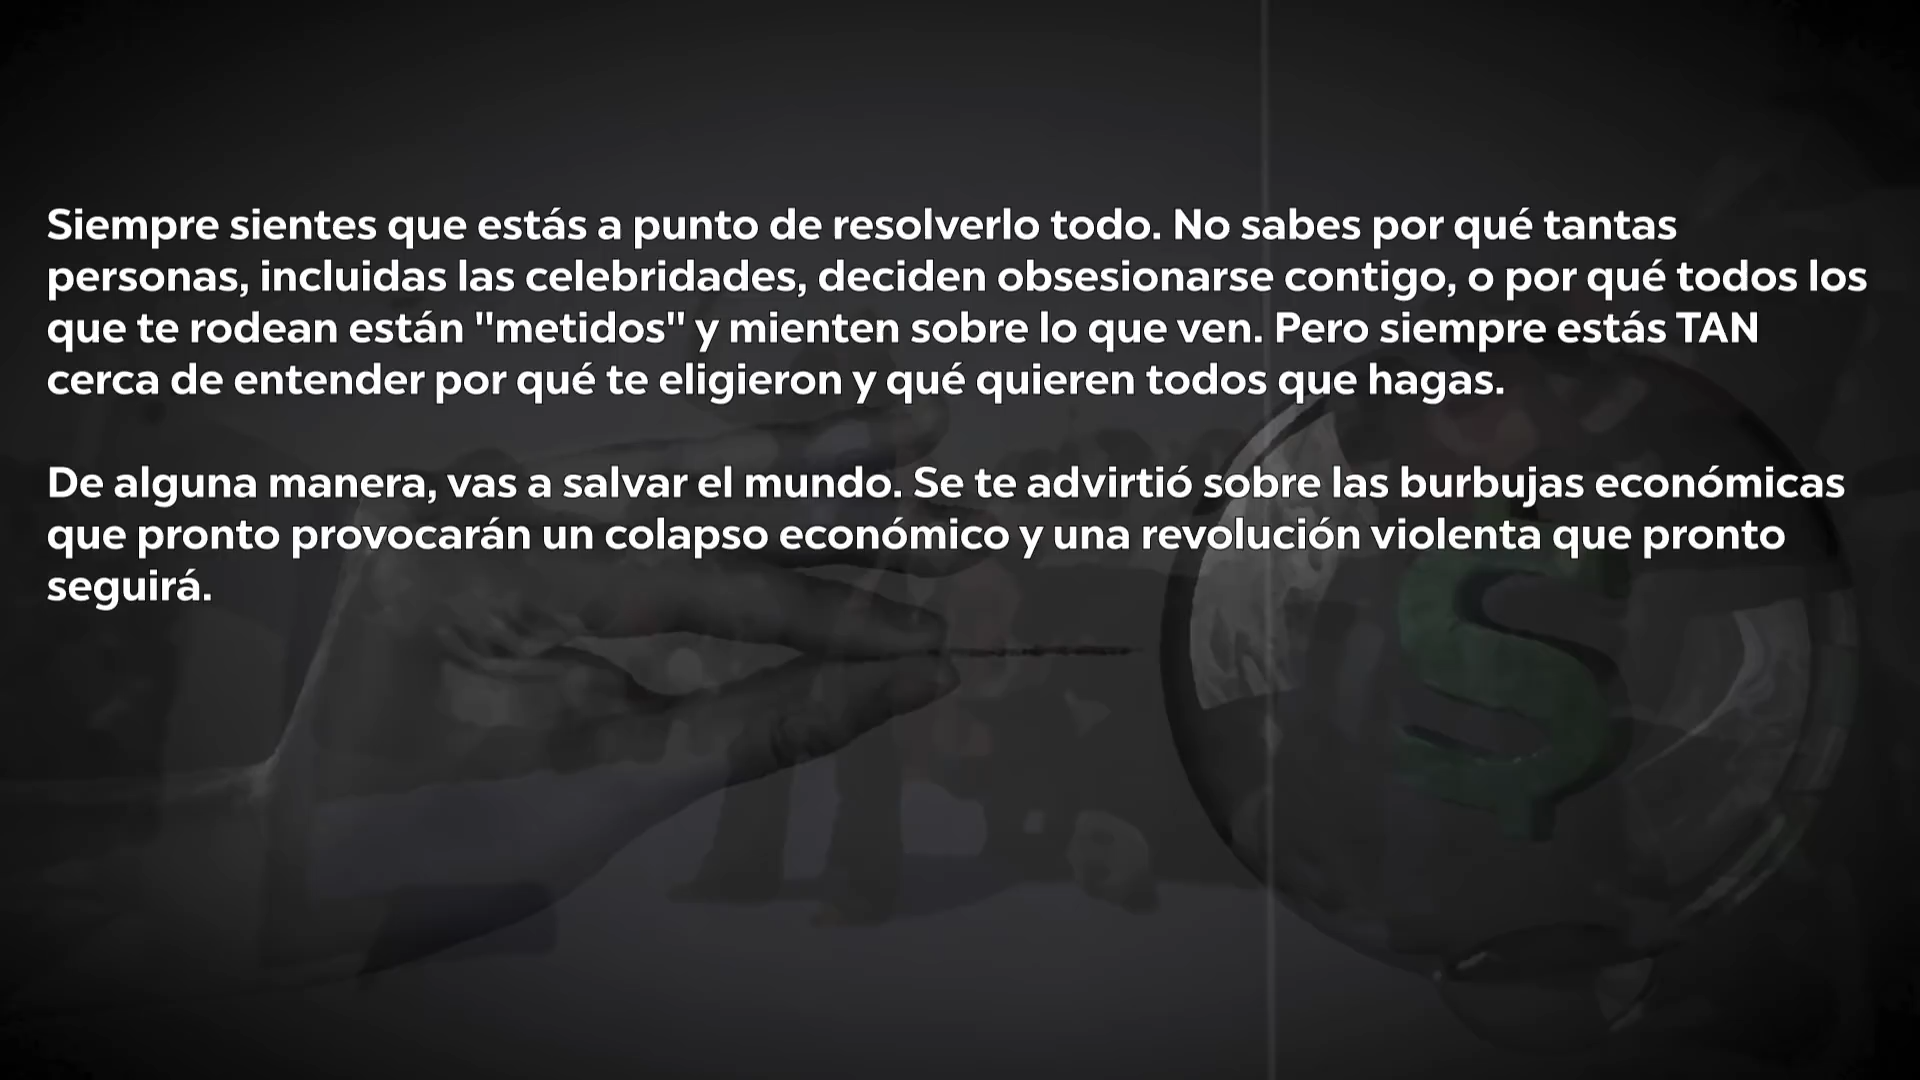 Siempre sientes que estás a punto de resolverlo todo. No sabes por qué tantas
personas, incluidas las celebridades, deciden obsesionarse contigo, o por qué todos los
que te rodean están "metidos" y mienten sobre lo que ven. Pero siempre estás TAN
cerca de entender por qué te eligieron y qué quieren todos que hagas.
De alguna manera, vas a salvar el mundo. Se te advirtió sobre las burbujas económicas
que pronto provocarán un colapso económico y una revolución violenta que pronto
seguirá.